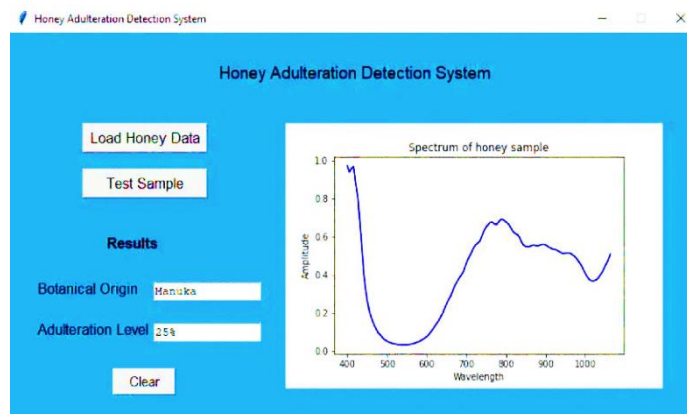 Honey Adulteration Detection System
Honey Adulteration Detection System
Load Honey Data
Test Sample
Results
Botanical Origin Manuka
Adulteration Level 25%
Clear
Spectrum of honey sample
Amplitude
1.0
0.8
0.6
0.4
0.2
0.0
400 500 600 700 800 900 1000
Wavelength